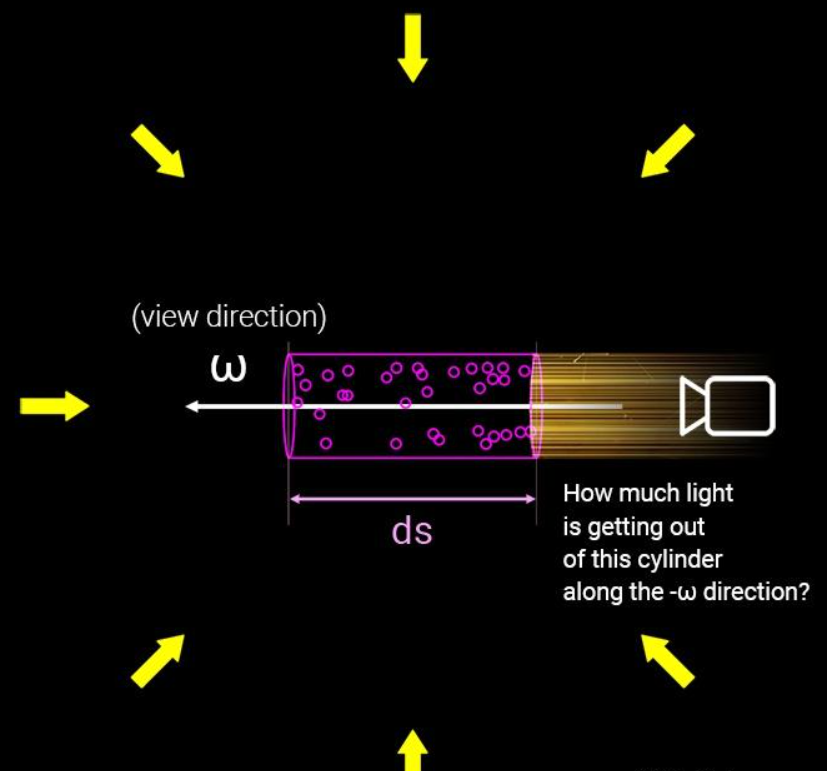 (view direction)
ω
ds
How much light
is getting out
of this cylinder
along the -ω direction?